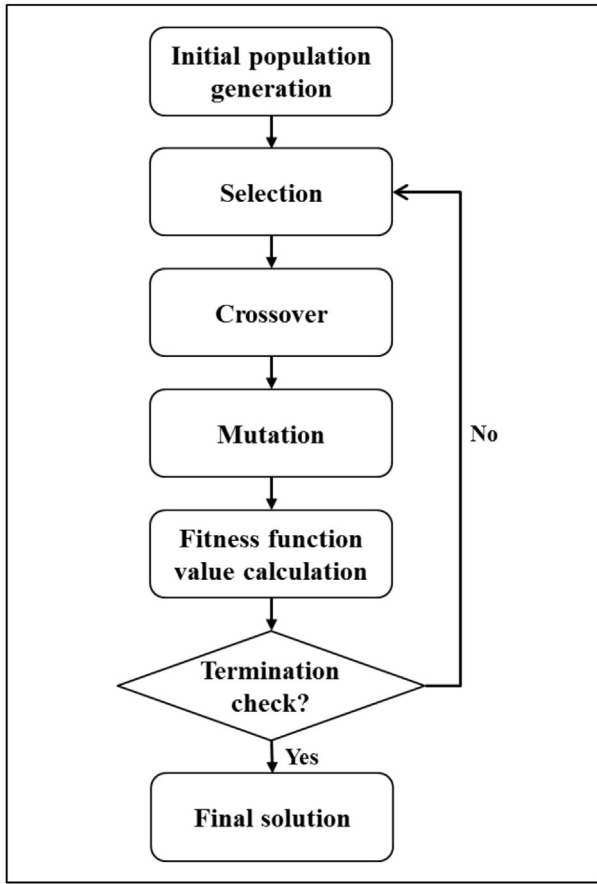 Initial population
generation
Selection
Crossover
Mutation
No
Fitness function
value calculation
Termination
check?
Yes
Final solution